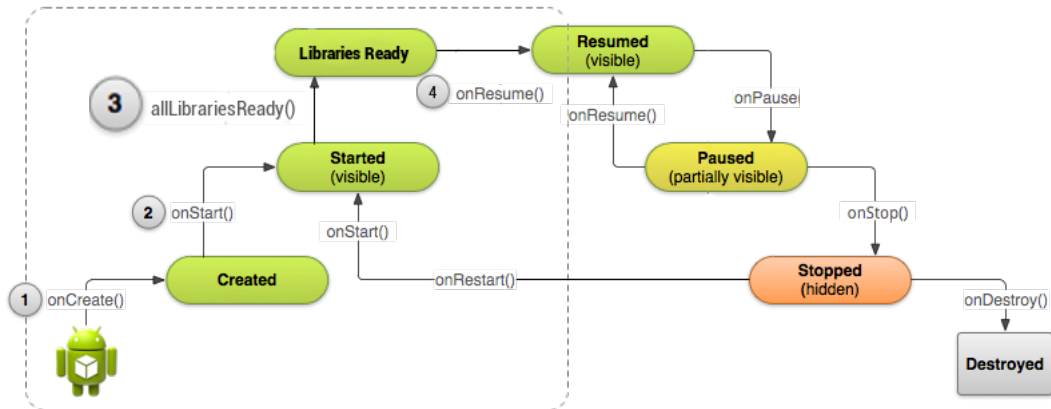 Libraries Ready
Resumed
(visible)
4
onResume()
3
allLibrariesReady()
onPause(
onResume()
Started
(visible)
Paused
(partially visible)
2
onStart()
onStart()
onStop()
1
onCreate()
Created
onRestart()
Stopped
(hidden)
onDestroy()
Destroyed